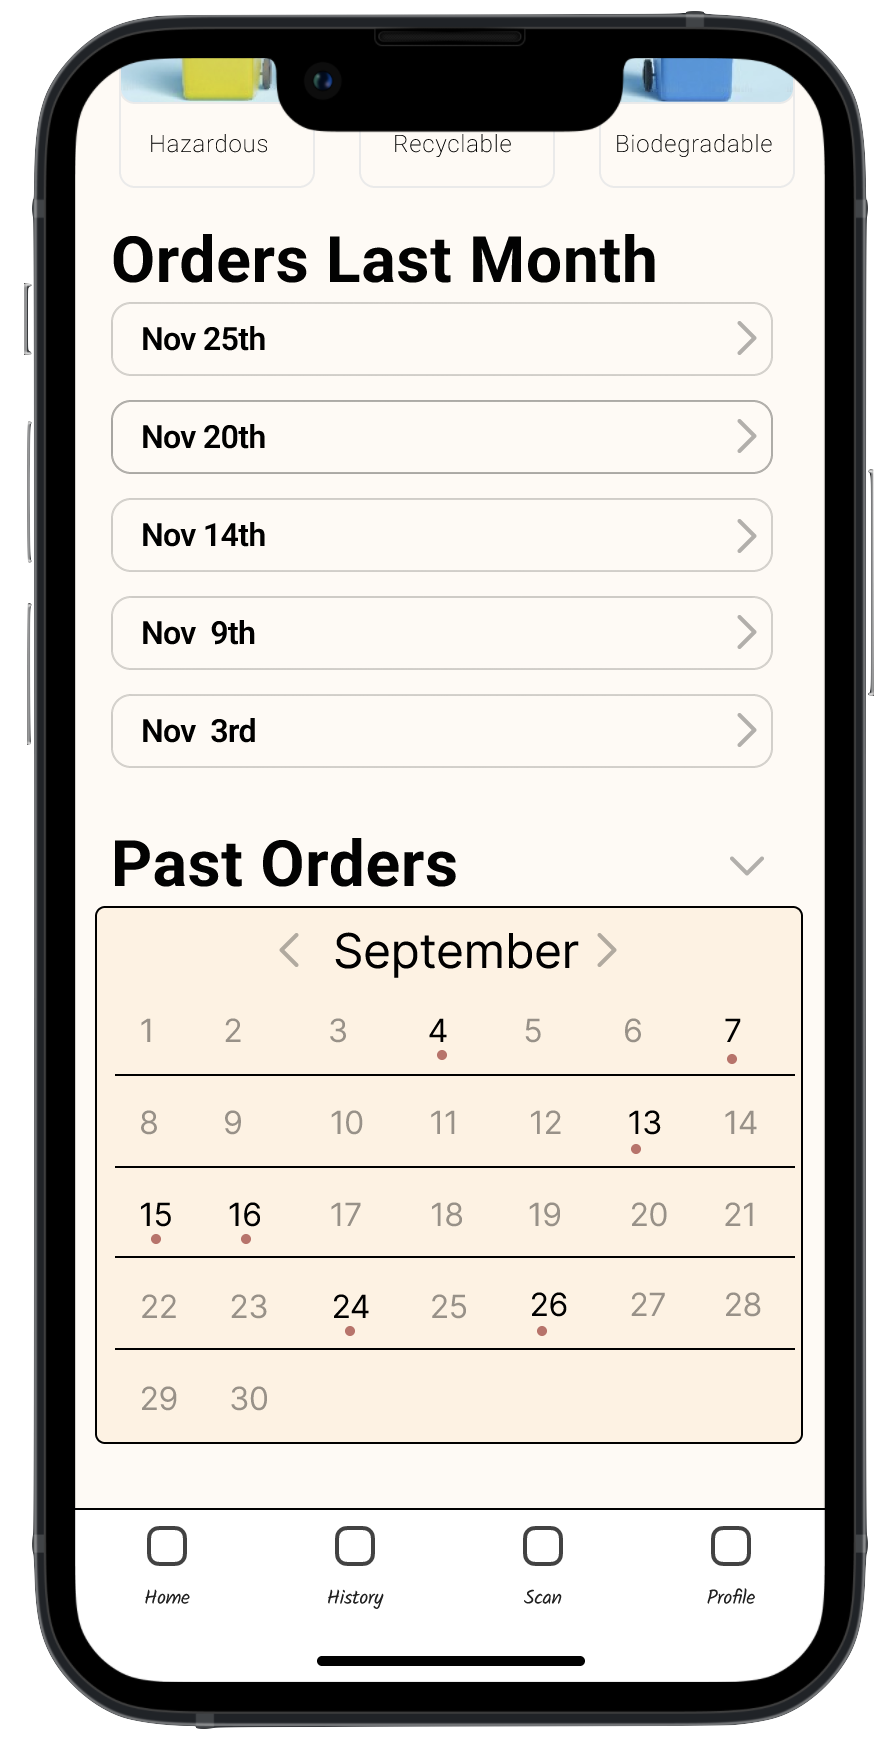 Hazardous Recyclable Biodegradable
Orders Last Month
Nov 25th
Nov 20th
Nov 14th
Nov 9th
Nov 3rd
Past Orders
September
1 2 3 4 5 6 7
8 9 10 11 12 13 14
15 16 17 18 19 20 21
22 23 24 25 26 27 28
29 30
Home History Scan Profile